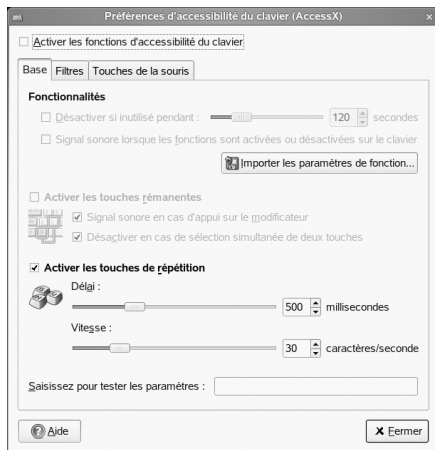 Préférences d'accessibilité du clavier (AccessX)
Activer les fonctions d'accessibilité du clavier
Base Filtres Touches de la souris
Fonctionnalités
Désactiver si inutilisé pendant : 120 secondes
Signal sonore lorsque les fonctions sont activées ou désactivées sur le clavier
Importer les paramètres de fonction...
Activer les touches rémanentes
Signal sonore en cas d'appui sur le modificateur
Désactiver en cas de sélection simultanée de deux touches
Activer les touches de répétition
Délai :
500 millisecondes
Vitesse :
30 caractères/seconde
Saisissez pour tester les paramètres :
Aide Fermer